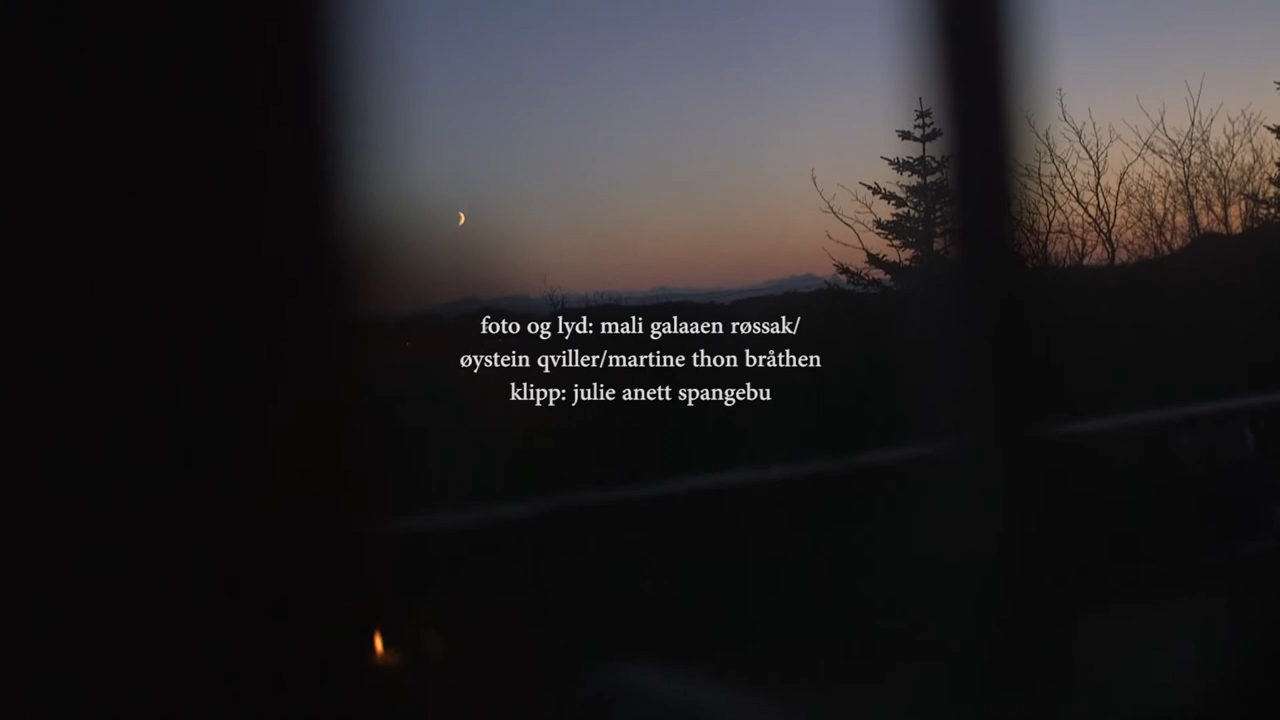 foto og lyd: mali galaaen røssak/
øystein qviller/martine thon bråthen
klipp: julie anett spangebu